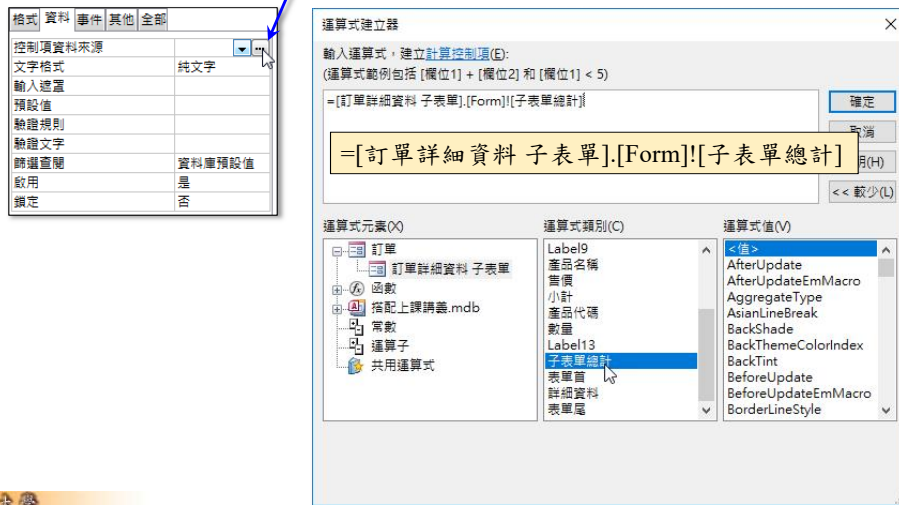 格式 資料 事件 其他 全部
控制項資料來源
文字格式 純文字
輸入遮罩
預設值
驗證規則
驗證文字
篩選查閱 資料庫預設值
啟用 是
鎖定 否
運算式建立器
輸入運算式，建立計算控制項(E):
(運算式範例包括 [欄位1] + [欄位2] 和 [欄位1] < 5)
=[訂單詳細資料 子表單].[Form]![子表單總計]
確定
取消
=[訂單詳細資料 子表單].[Form]![子表單總計]
明(H)
<< 較少(L)
運算式元素(X)
訂單
訂單詳細資料 子表單
函數
搭配上課講義.mdb
常數
運算子
共用運算式
運算式類別(C)
Label9
產品名稱
售價
小計
產品代碼
數量
Label13
子表單總計
表單首
詳細資料
表單尾
運算式值(V)
<值>
AfterUpdate
AfterUpdateEmMacro
AggregateType
AsianLineBreak
BackShade
BackThemeColorIndex
BackTint
BeforeUpdate
BeforeUpdateEmMacro
BorderLineStyle